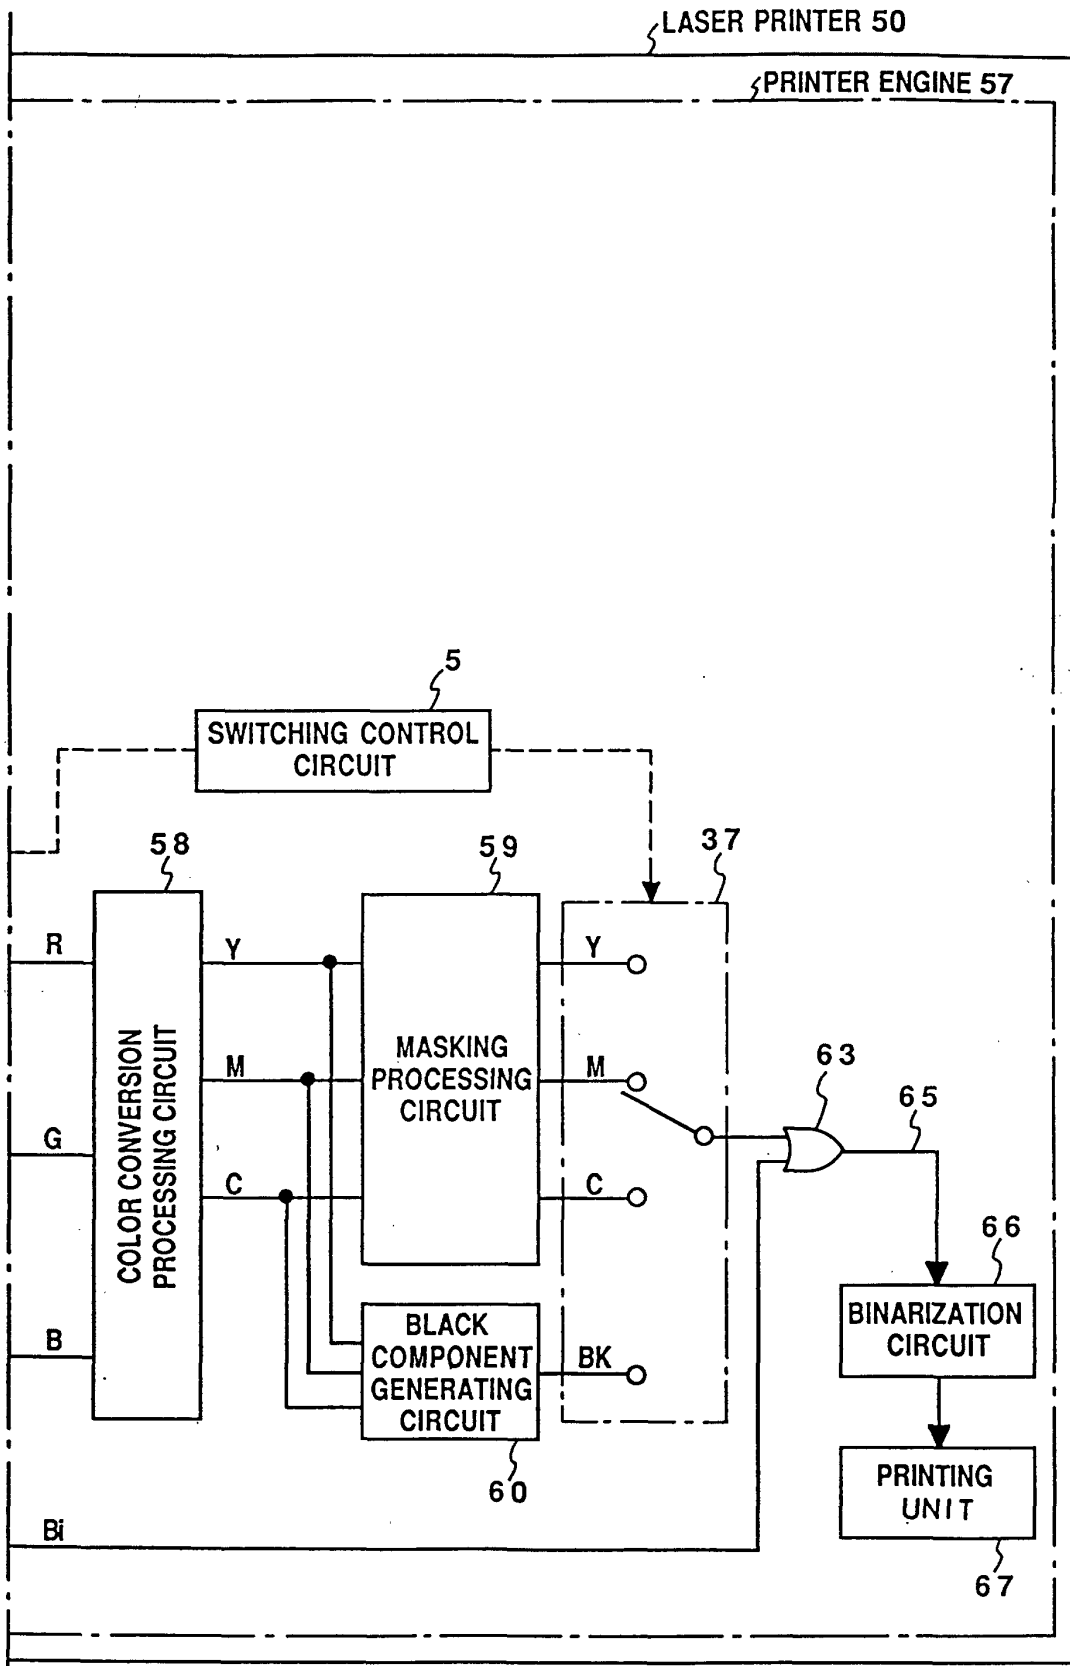 LASER PRINTER 50
PRINTER ENGINE 57
5
SWITCHING CONTROL
CIRCUIT
58
59
37
R
Y
Y
COLOR CONVERSION
PROCESSING CIRCUIT
MASKING
PROCESSING
CIRCUIT
M
M
63
65
G
C
C
66
BINARIZATION
CIRCUIT
B
BLACK
COMPONENT
GENERATING
CIRCUIT
BK
60
PRINTING
UNIT
Bi
67